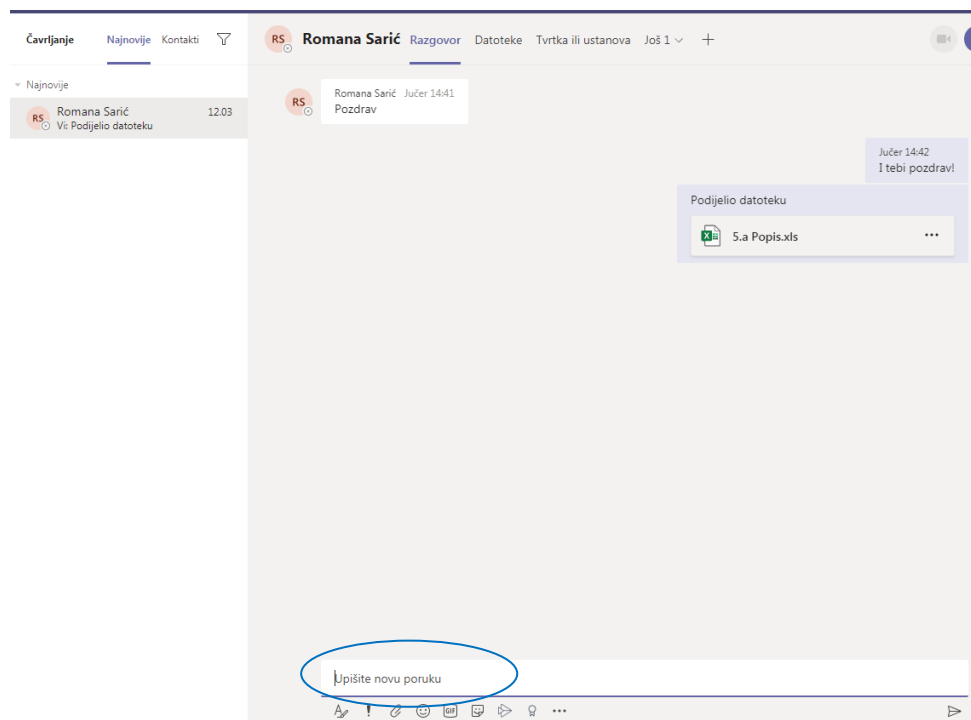 Čavrljanje Najnovije Kontakti
RS Romana Sarić Razgovor Datoteke Tvrtka ili ustanova Još 1
Najnovije
RS Romana Sarić 12.03
Vi: Podijelio datoteku
RS Romana Sarić Jučer 14:41
Pozdrav
Jučer 14:42
I tebi pozdrav!
Podijelio datoteku
5.a Popis.xls
Upišite novu poruku
GIF